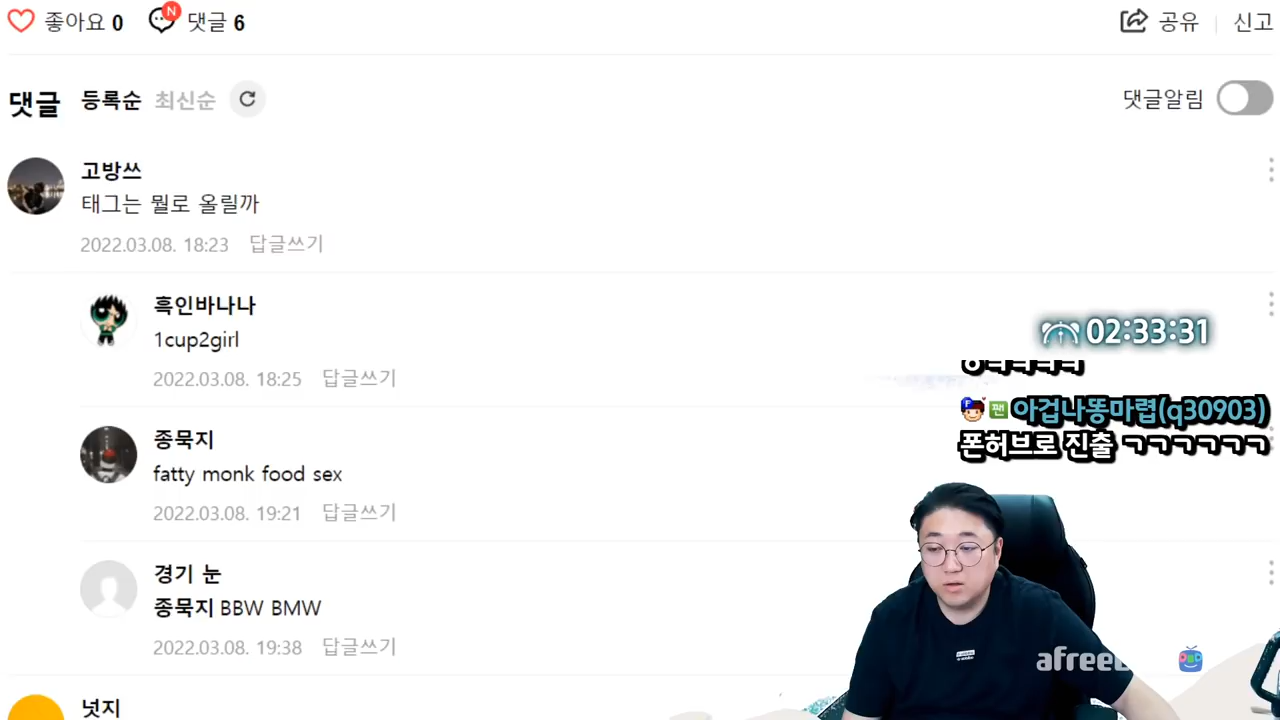 좋아요 0
N
댓글 6
공유
신고
댓글
등록순
최신순
댓글알림
고방쓰
태그는 뭘로 올릴까
2022.03.08. 18:23 답글쓰기
흑인바나나
1cup2girl
2022.03.08. 18:25 답글쓰기
02:33:31
F 팬 아겁나똥마렵(q30903)
폰허브로 진출 ㄱㄱㄱㄱㄱㄱ
종묵지
fatty monk food sex
2022.03.08. 19:21 답글쓰기
경기 눈
종묵지 BBW BMW
2022.03.08. 19:38 답글쓰기
넛지